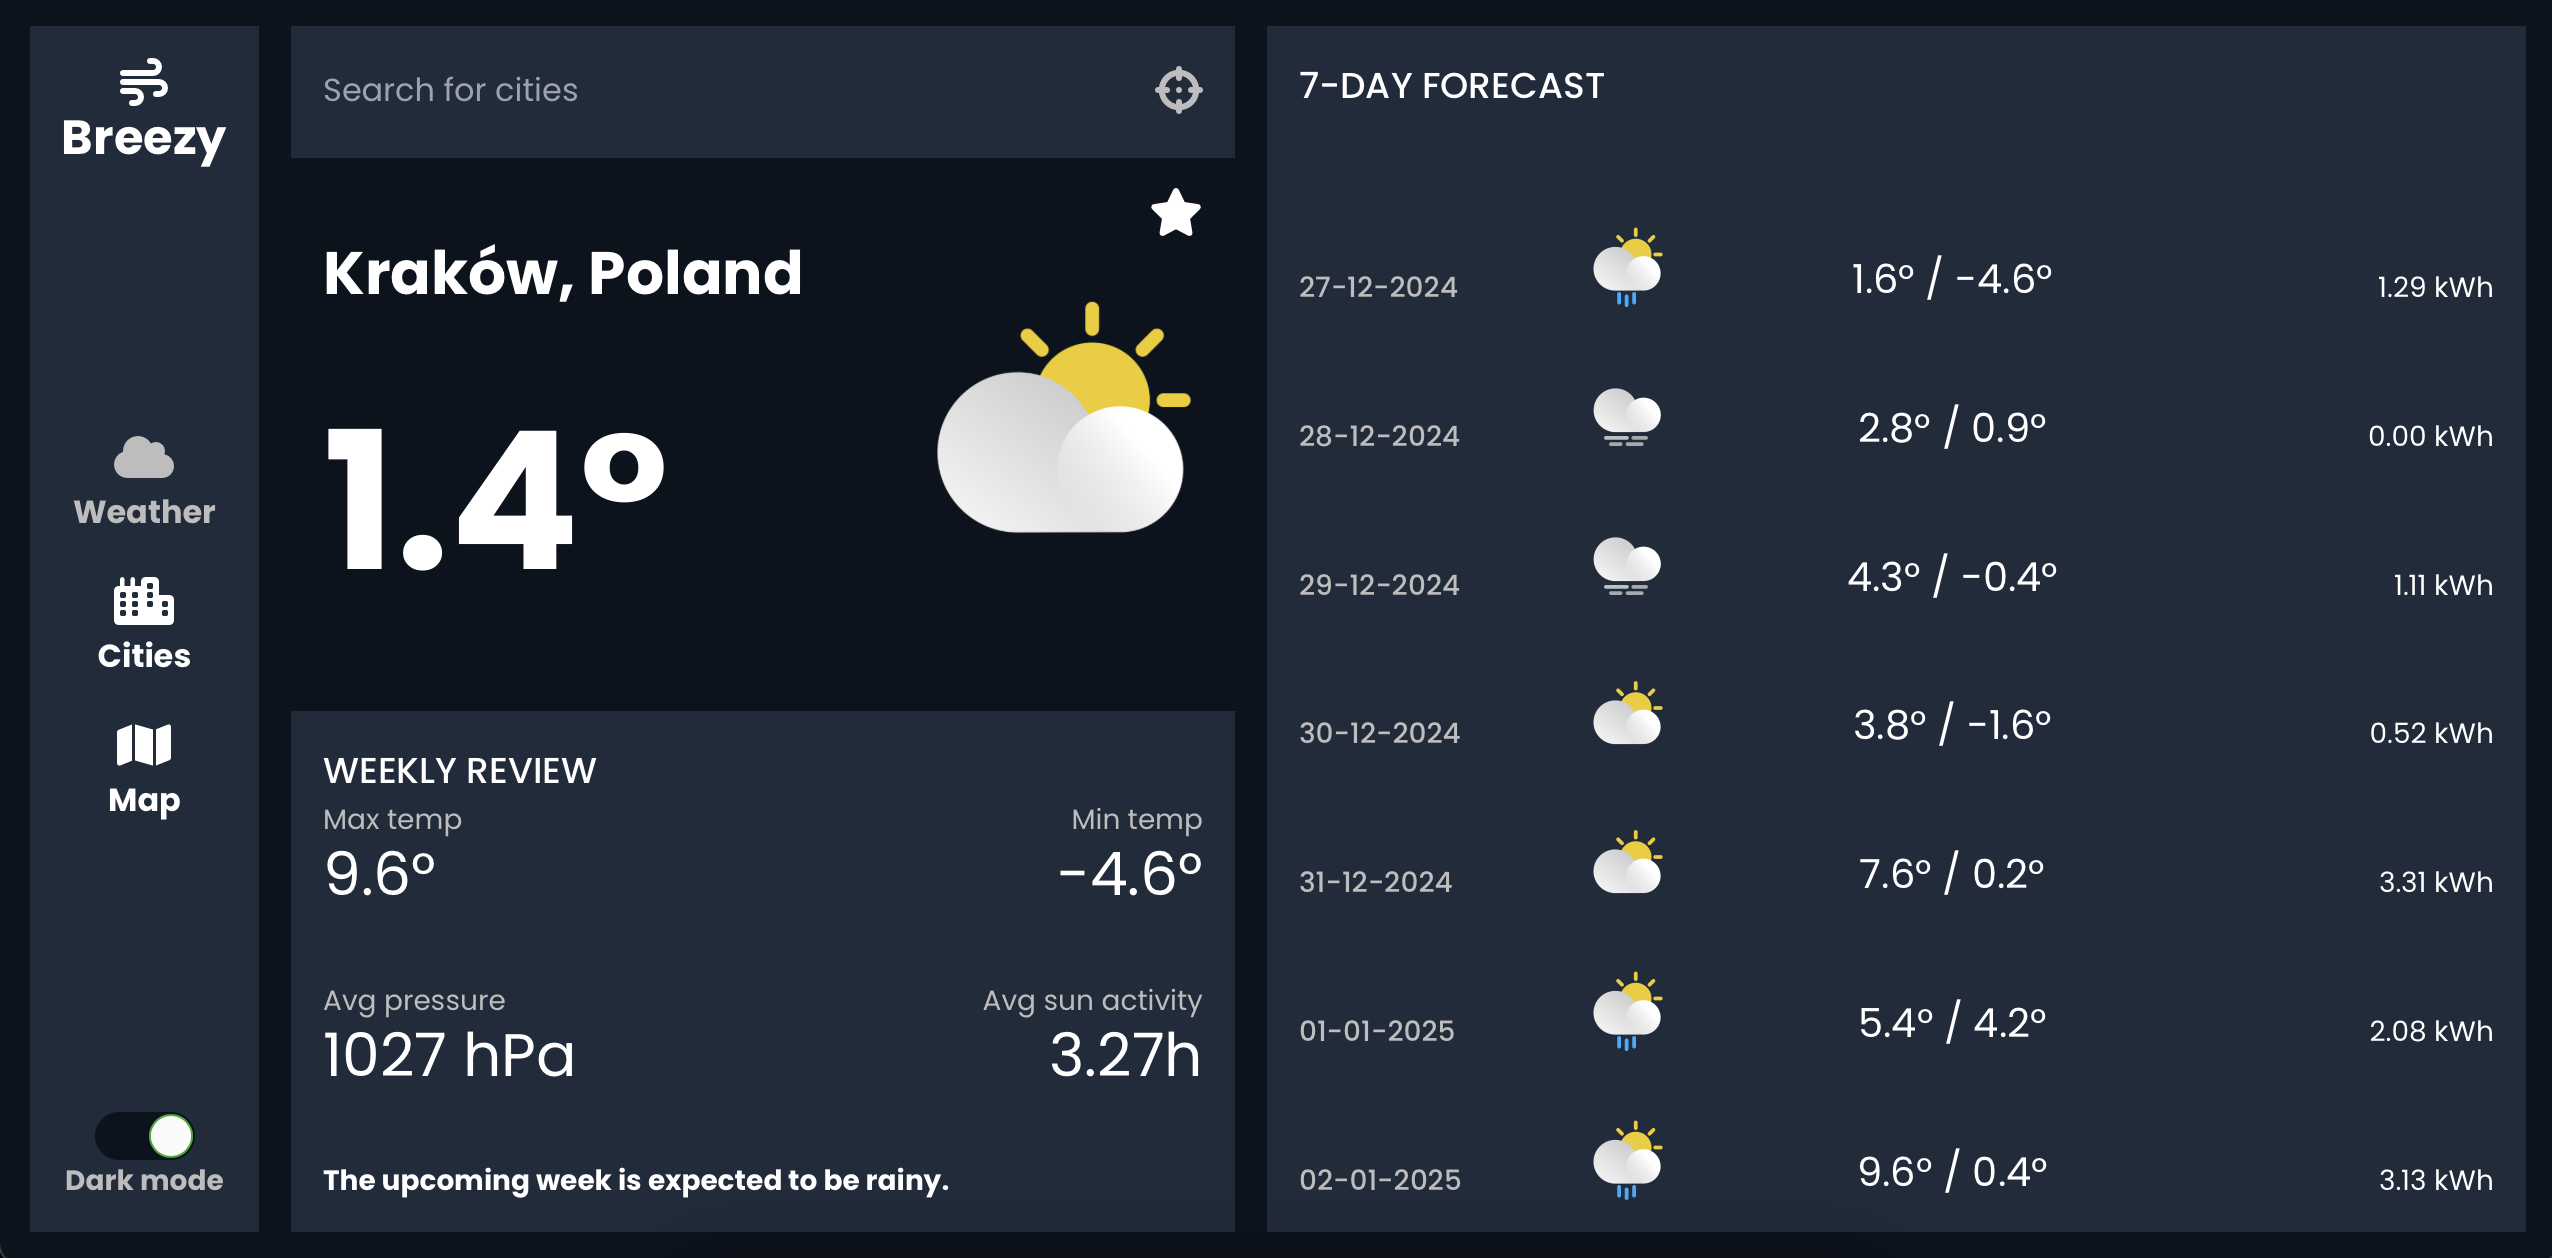 Breezy
Weather
Cities
Map
Dark mode
Search for cities
Kraków, Poland
1.4°
WEEKLY REVIEW
Max temp Min temp
9.6° -4.6°
Avg pressure Avg sun activity
1027 hPa 3.27h
The upcoming week is expected to be rainy.
7-DAY FORECAST
27-12-2024 1.6° / -4.6° 1.29 kWh
28-12-2024 2.8° / 0.9° 0.00 kWh
29-12-2024 4.3° / -0.4° 1.11 kWh
30-12-2024 3.8° / -1.6° 0.52 kWh
31-12-2024 7.6° / 0.2° 3.31 kWh
01-01-2025 5.4° / 4.2° 2.08 kWh
02-01-2025 9.6° / 0.4° 3.13 kWh